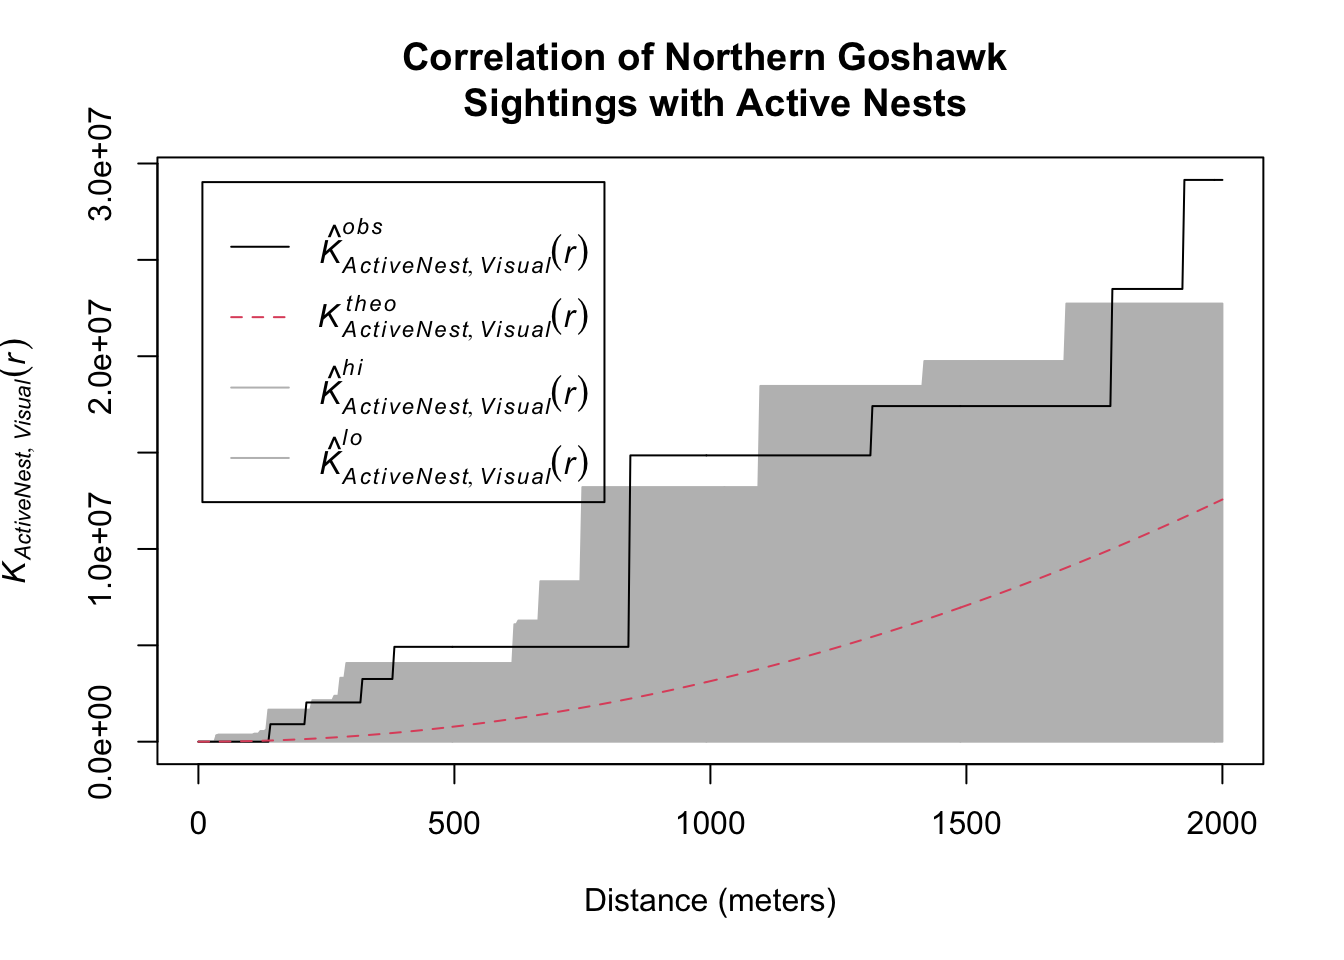 Correlation of Northern Goshawk
Sightings with Active Nests
K̂^obs_ActiveNest, Visual(r)
K^theo_ActiveNest, Visual(r)
K̂^hi_ActiveNest, Visual(r)
K̂^lo_ActiveNest, Visual(r)
K_ActiveNest, Visual(r)
3.0e+07
2.0e+07
1.0e+07
0.0e+00
0 500 1000 1500 2000
Distance (meters)